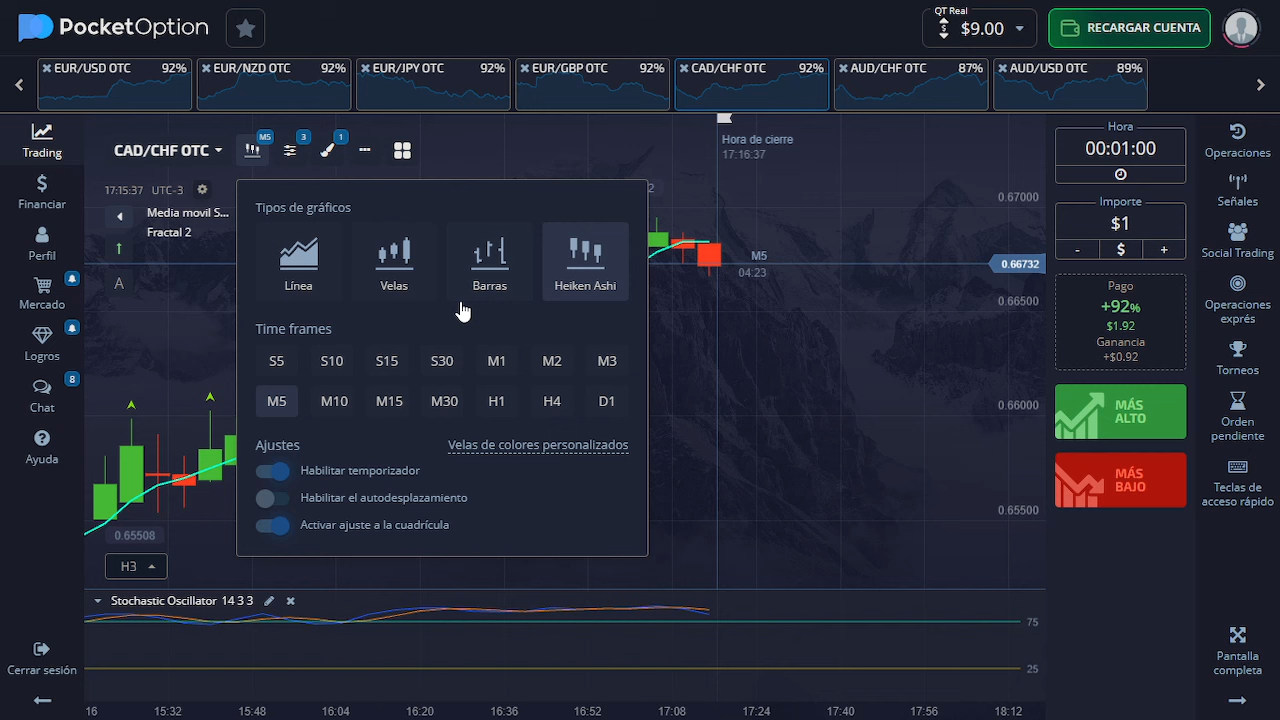 PocketOption
QT Real
$
$9.00
RECARGAR CUENTA
EUR/USD OTC 92%
EUR/NZD OTC 92%
EUR/JPY OTC 92%
EUR/GBP OTC 92%
CAD/CHF OTC 92%
AUD/CHF OTC 87%
AUD/USD OTC 89%
Trading
Financiar
Perfil
Mercado
Logros
8
Chat
Ayuda
Cerrar sesión
CAD/CHF OTC
M5
3
1
17:15:37 UTC-3
Media movil S...
Fractal 2
A
Hora de cierre
17:16:37
2
Tipos de gráficos
Línea
Velas
Barras
Heiken Ashi
Time frames
S5 S10 S15 S30 M1 M2 M3
M5 M10 M15 M30 H1 H4 D1
Ajustes
Velas de colores personalizados
Habilitar temporizador
Habilitar el autodesplazamiento
Activar ajuste a la cuadrícula
M5
04:23
0.67000
0.66732
0.66500
0.66000
0.65500
0.65508
H3
Stochastic Oscillator 14 3 3
75
25
16 15:32 15:48 16:04 16:20 16:36 16:52 17:08 17:24 17:40 17:56 18:12
Hora
00:01:00
Importe
$1
- $ +
Pago
+92%
$1.92
Ganancia
+$0.92
MÁS
ALTO
MÁS
BAJO
Operaciones
Señales
Social Trading
Operaciones
exprés
Torneos
Orden
pendiente
Teclas de
acceso rápido
Pantalla
completa